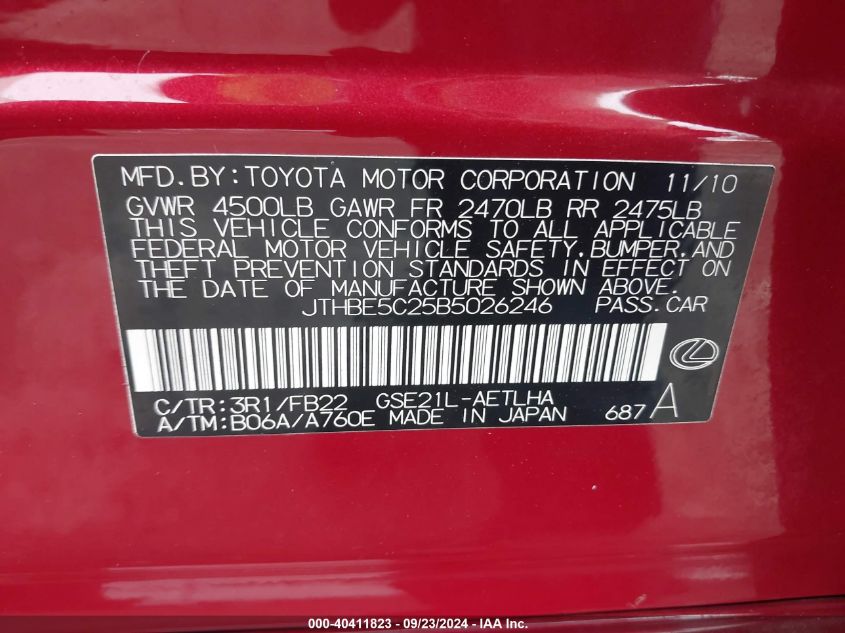 MFD.BY:TOYOTA MOTOR CORPORATION 11/10
GVWR 4500LB GAWR FR 2470LB RR 2475LB
THIS VEHICLE CONFORMS TO ALL APPLICABLE
FEDERAL MOTOR VEHICLE SAFETY,BUMPER,AND
THEFT PREVENTION STANDARDS IN EFFECT ON
THE DATE OF MANUFACTURE SHOWN ABOVE.
JTHBE5C25B5026246 PASS.CAR
C/TR:3R1/FB22 GSE21L-AETLHA
A/TM:B06A/A760E MADE IN JAPAN 687 A
000-40411823 - 09/23/2024 - IAA Inc.